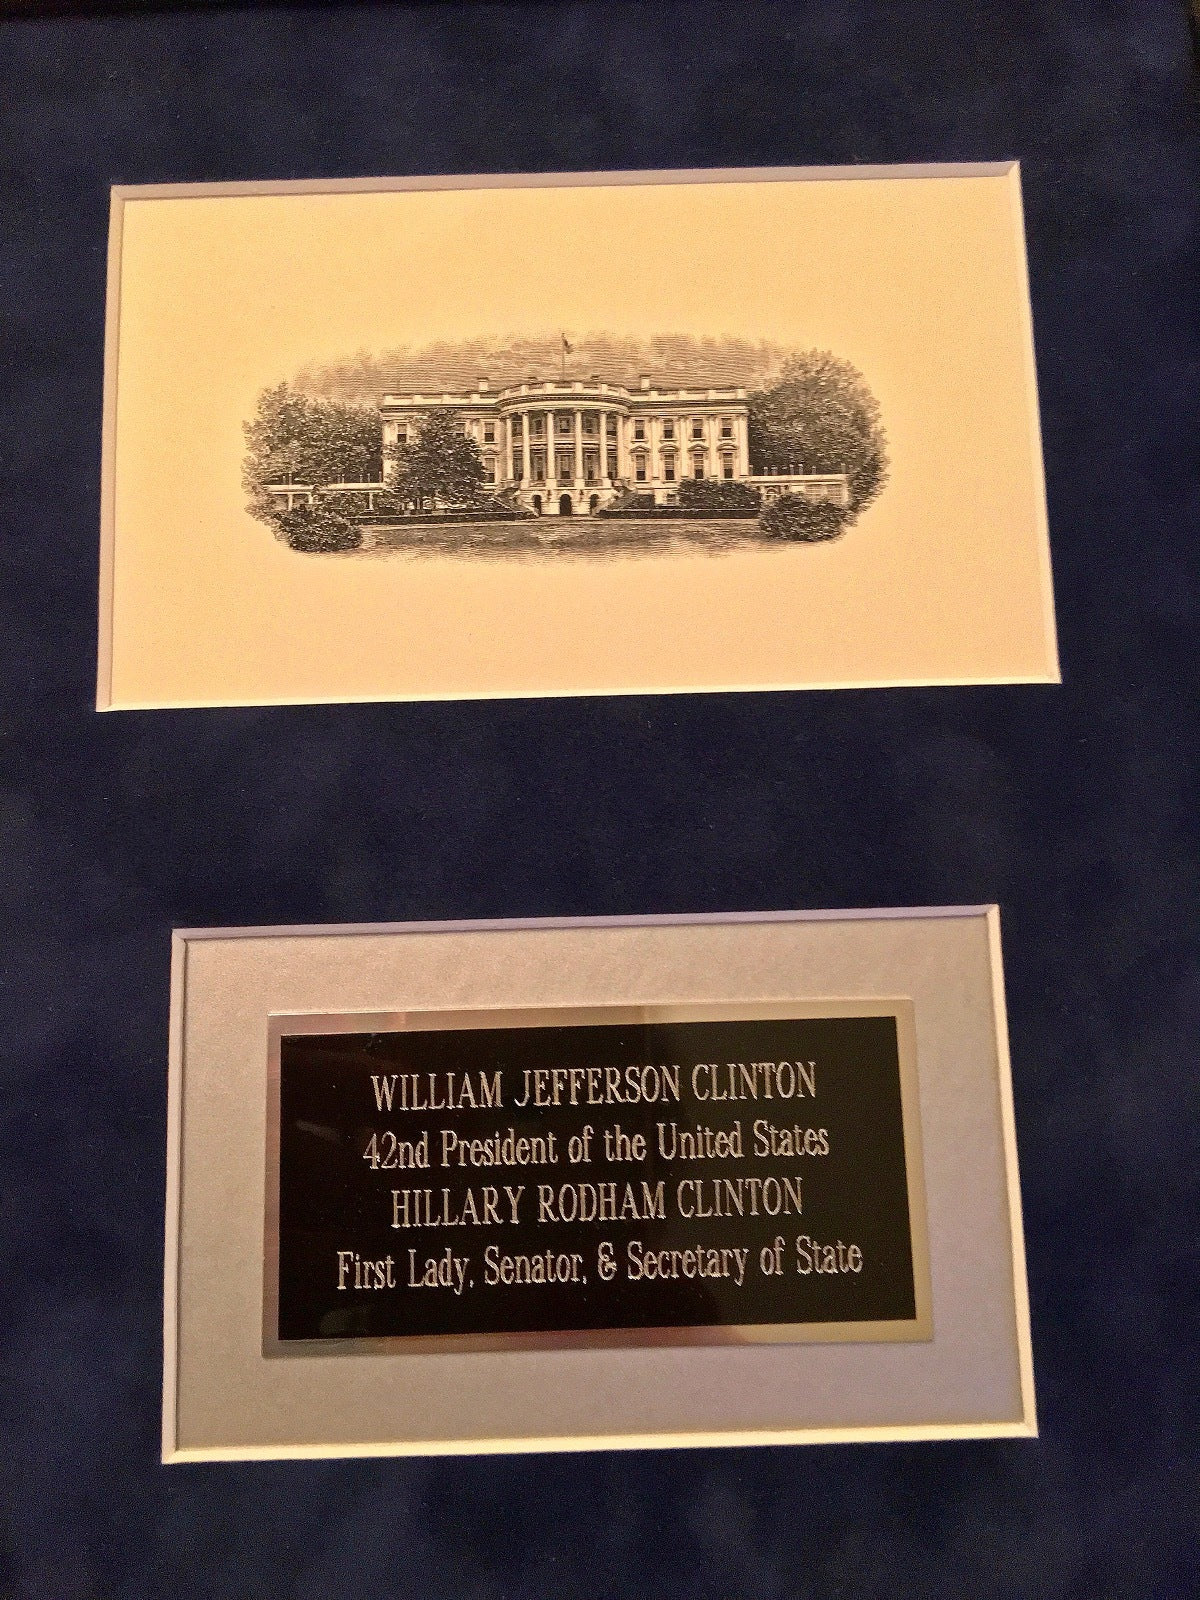 WILLIAM JEFFERSON CLINTON
42nd President of the United States
HILLARY RODHAM CLINTON
First Lady, Senator, & Secretary of State